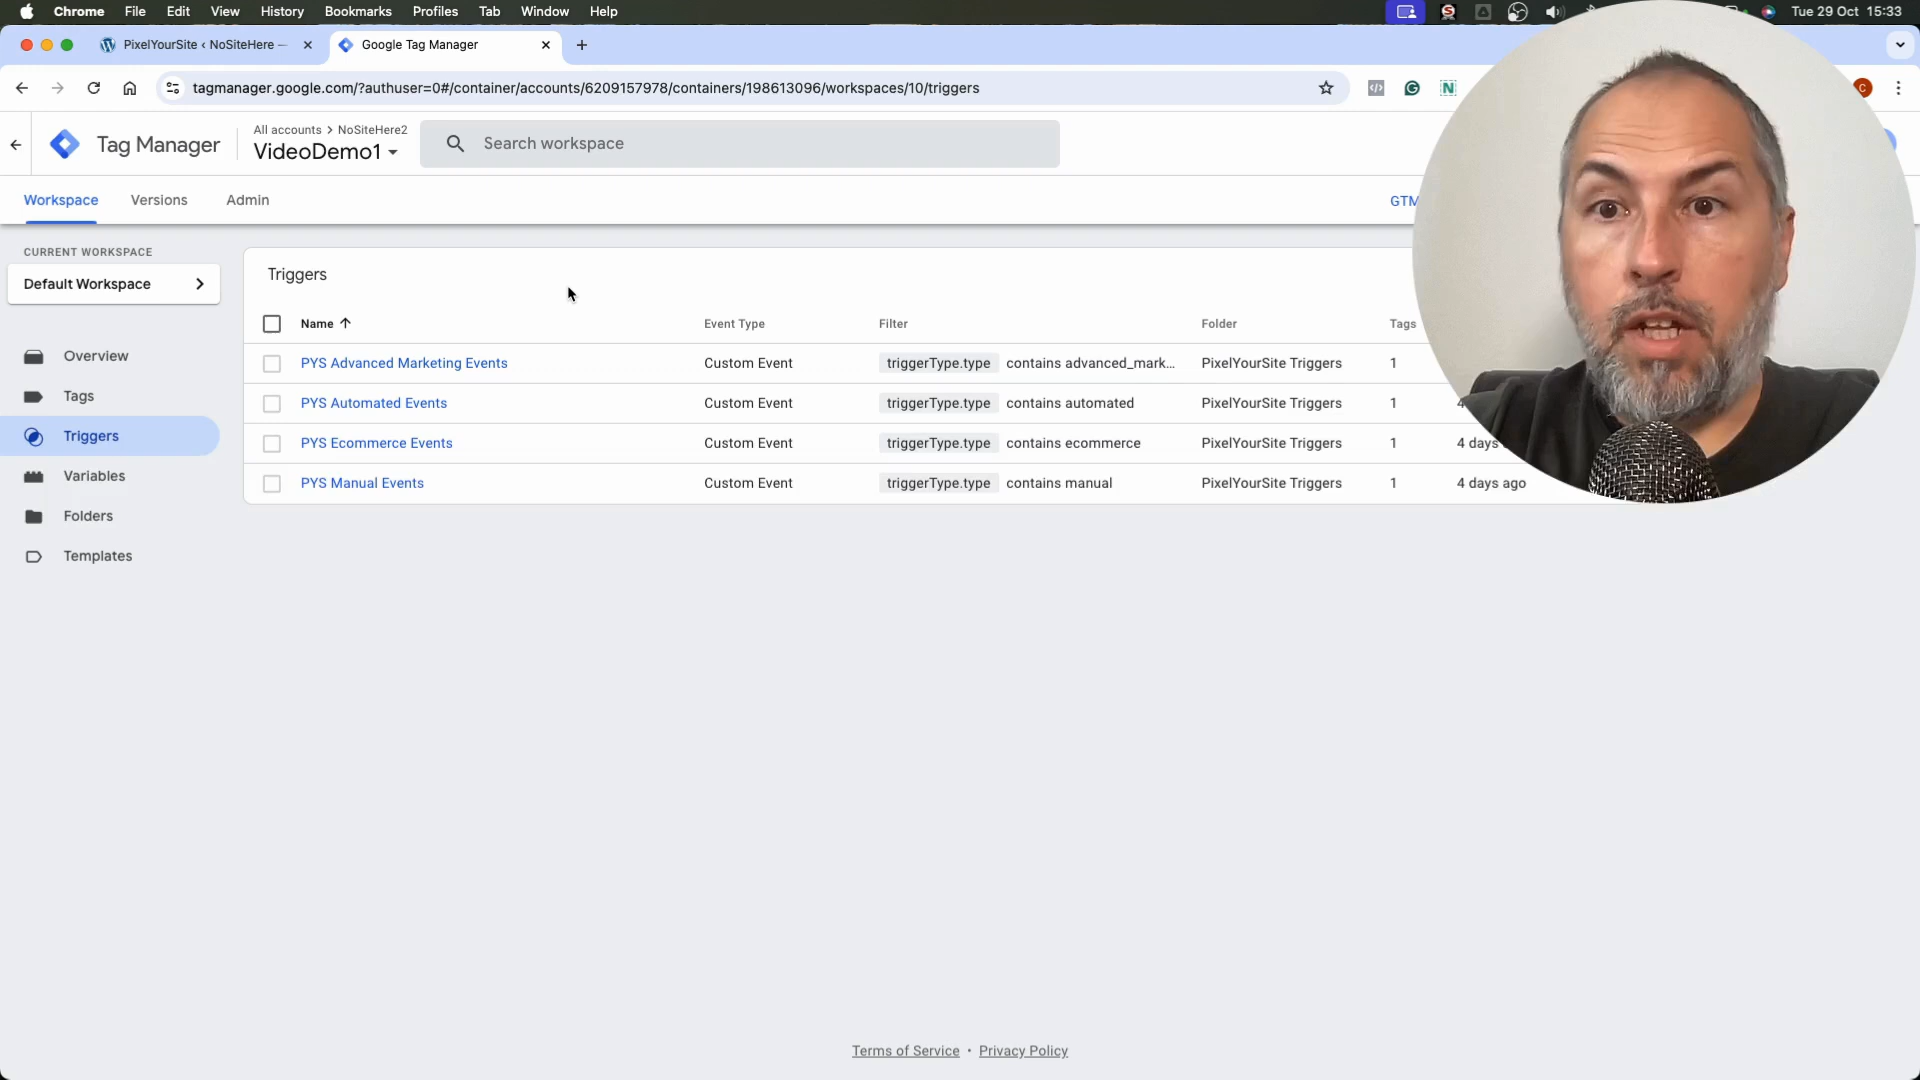 Chrome File Edit View History Bookmarks Profiles Tab Window Help Tue 29 Oct 15:33
PixelYourSite ‹ NoSiteHere — Google Tag Manager
tagmanager.google.com/?authuser=0#/container/accounts/6209157978/containers/198613096/workspaces/10/triggers
Tag Manager
All accounts > NoSiteHere2
VideoDemo1
Search workspace
Workspace Versions Admin GTM
CURRENT WORKSPACE
Default Workspace
Overview
Tags
Triggers
Variables
Folders
Templates
Triggers
Name Event Type Filter Folder Tags
PYS Advanced Marketing Events Custom Event triggerType.type contains advanced_mark... PixelYourSite Triggers 1
PYS Automated Events Custom Event triggerType.type contains automated PixelYourSite Triggers 1 4
PYS Ecommerce Events Custom Event triggerType.type contains ecommerce PixelYourSite Triggers 1 4 days
PYS Manual Events Custom Event triggerType.type contains manual PixelYourSite Triggers 1 4 days ago
Terms of Service • Privacy Policy